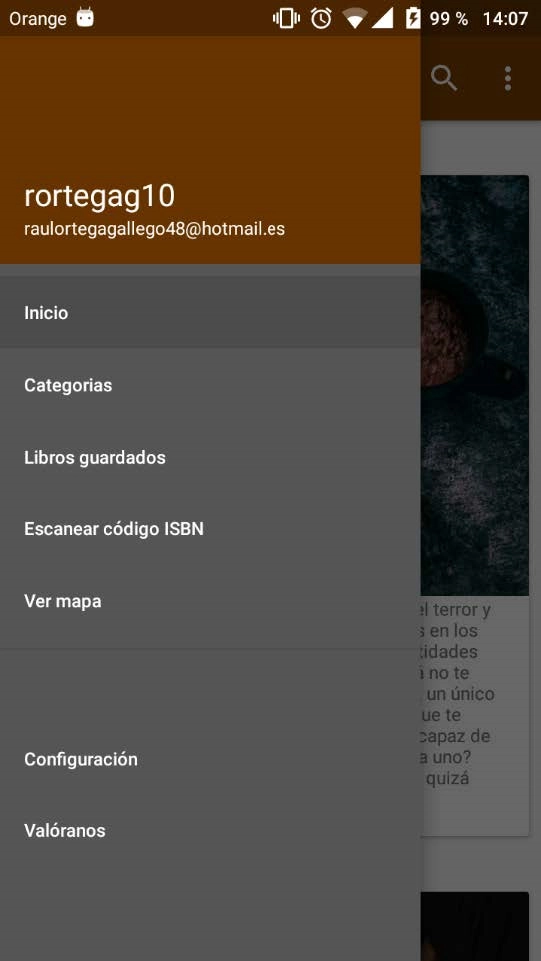 Orange 99 % 14:07
rortegag10
raulortegagallego48@hotmail.es
Inicio
Categorias
Libros guardados
Escanear código ISBN
Ver mapa
Configuración
Valóranos
el terror y
s en los
tidades
á no te
un único
ue te
capaz de
a uno?
quizá